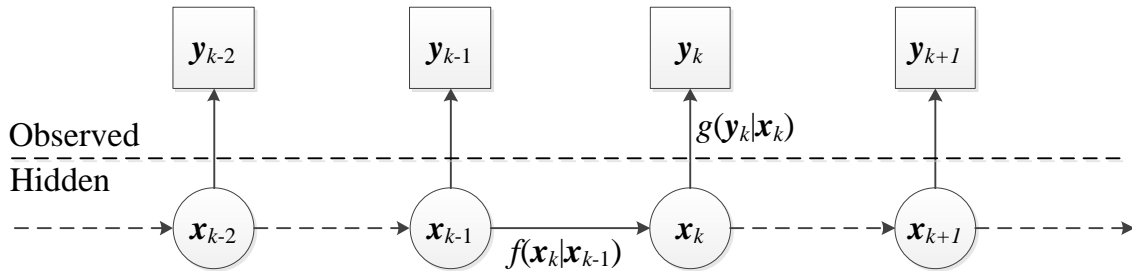 y_{k-2} y_{k-1} y_k y_{k+1}
g(y_k|x_k)
Observed
Hidden
x_{k-2} x_{k-1} x_k x_{k+1}
f(x_k|x_{k-1})